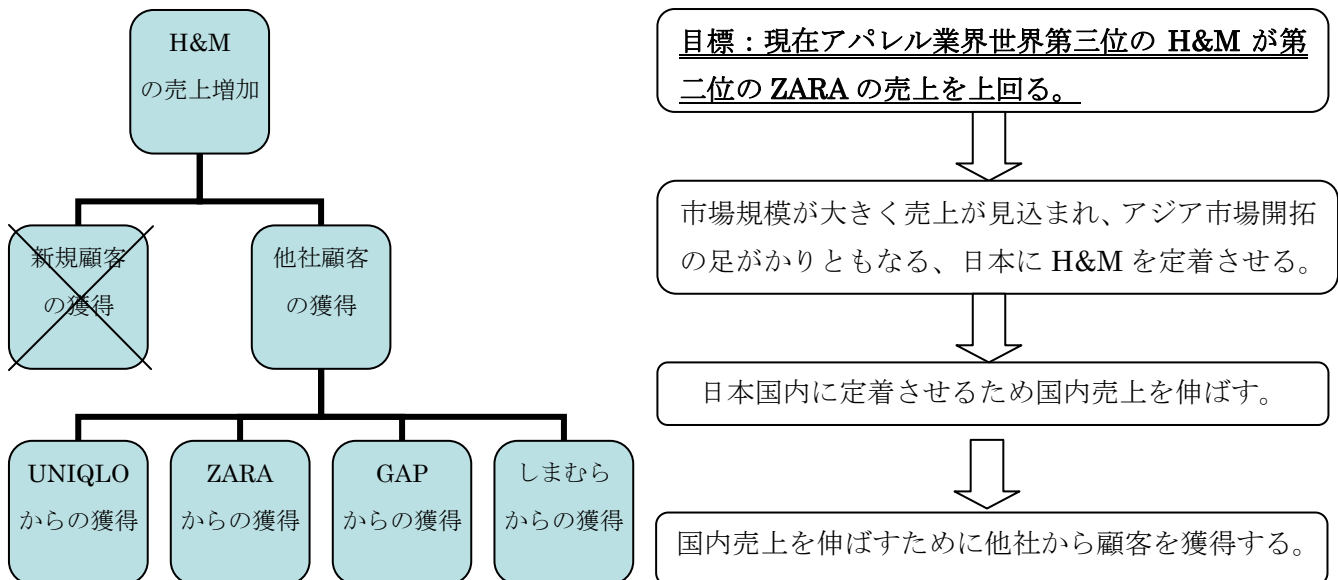 H&M
の売上増加
新規顧客
の獲得
他社顧客
の獲得
UNIQLO
からの獲得
ZARA
からの獲得
GAP
からの獲得
しまむら
からの獲得
目標：現在アパレル業界世界第三位の H&M が第
二位の ZARA の売上を上回る。
市場規模が大きく売上が見込まれ、アジア市場開拓
の足がかりともなる、日本に H&M を定着させる。
日本国内に定着させるため国内売上を伸ばす。
国内売上を伸ばすために他社から顧客を獲得する。